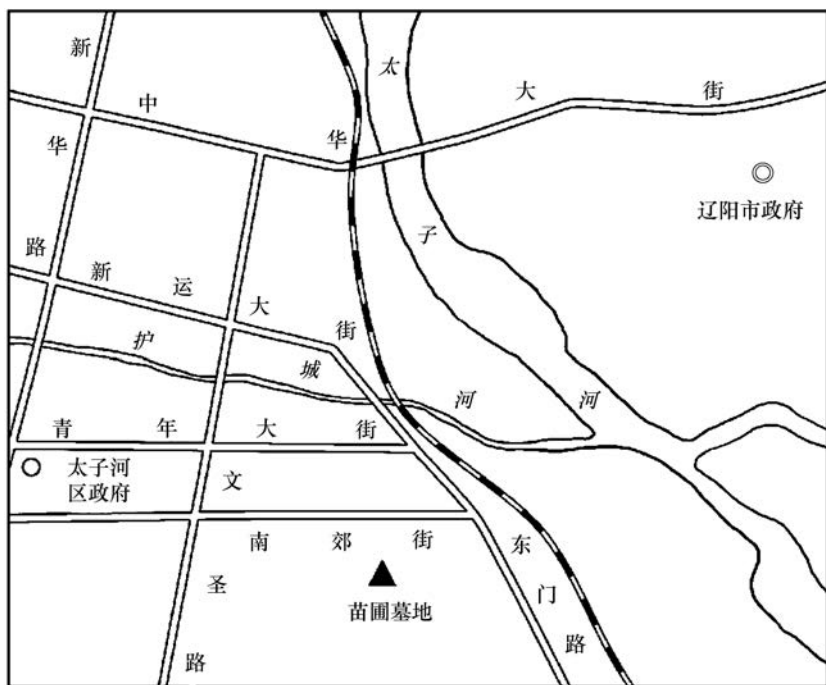 新华路
中华大街
太子河
辽阳市政府
新运大街
护城河
青年大街
太子河
区政府
文圣路
南郊街
东门路
苗圃墓地